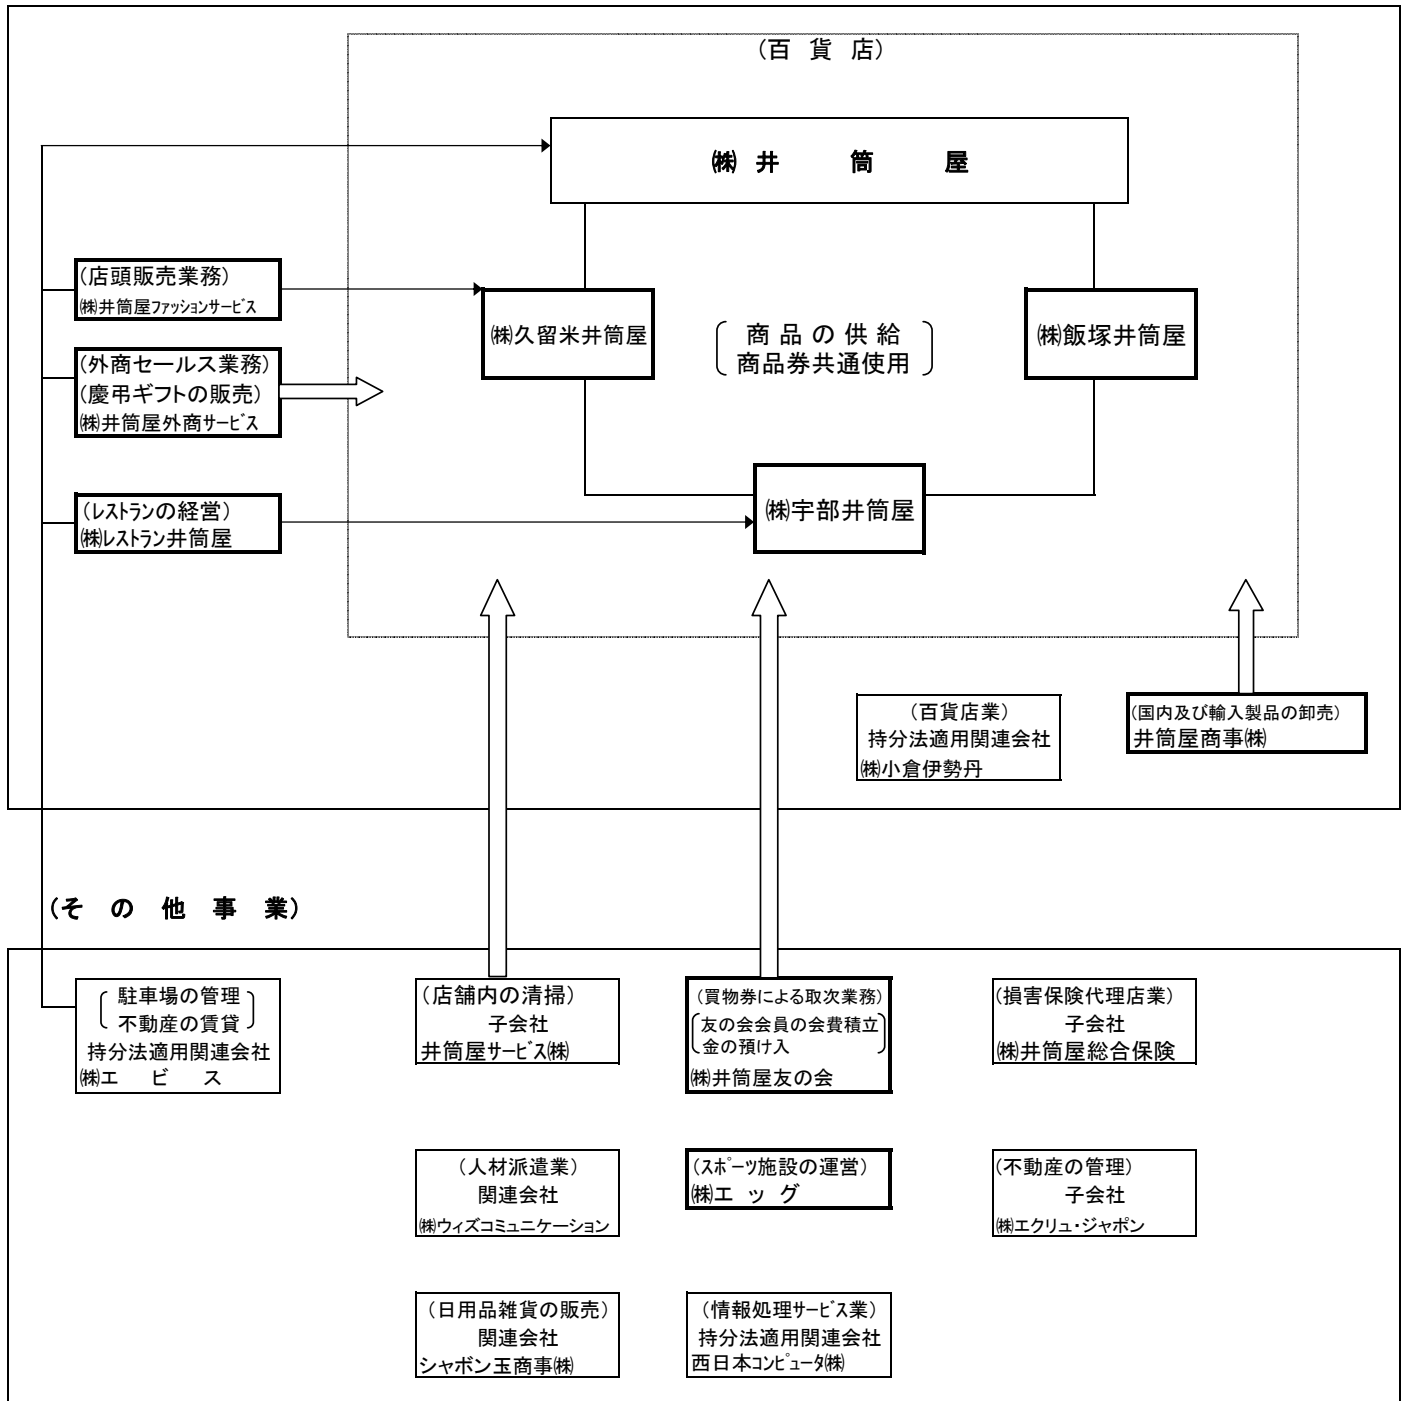 (百 貨 店)
㈱ 井 筒 屋
(店頭販売業務)
㈱井筒屋ファッションサービス
㈱久留米井筒屋
商 品 の 供 給
商品券共通使用
㈱飯塚井筒屋
(外商セールス業務)
(慶弔ギフトの販売)
㈱井筒屋外商サービス
(レストランの経営)
㈱レストラン井筒屋
㈱宇部井筒屋
(百貨店業)
持分法適用関連会社
㈱小倉伊勢丹
(国内及び輸入製品の卸売)
井筒屋商事㈱
(そ の 他 事 業)
駐車場の管理
不動産の賃貸
持分法適用関連会社
㈱エ ビ ス
(店舗内の清掃)
子会社
井筒屋サービス㈱
(買物券による取次業務)
友の会会員の会費積立
金の預け入
㈱井筒屋友の会
(損害保険代理店業)
子会社
㈱井筒屋総合保険
(人材派遣業)
関連会社
㈱ウィズコミュニケーション
(スポーツ施設の運営)
㈱エ ッ グ
(不動産の管理)
子会社
㈱エクリュ・ジャポン
(日用品雑貨の販売)
関連会社
シャボン玉商事㈱
(情報処理サービス業)
持分法適用関連会社
西日本コンピュータ㈱